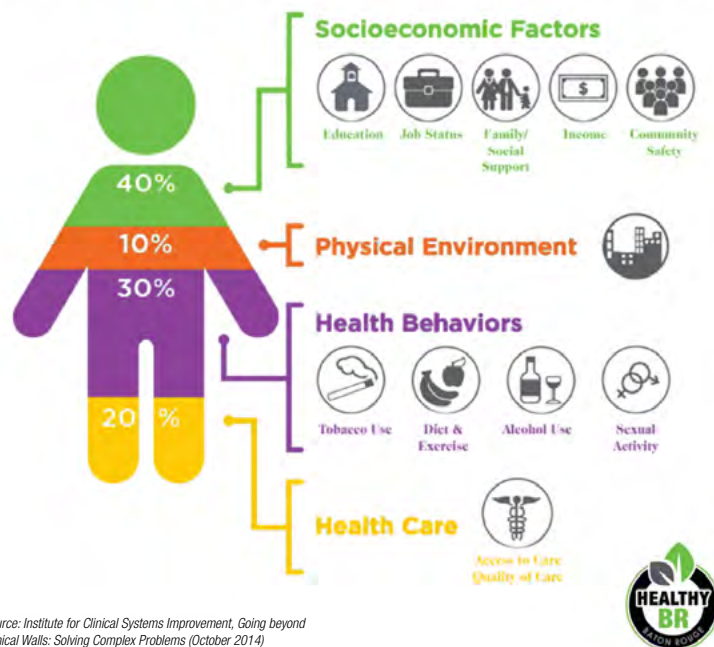 Socioeconomic Factors
Education
Job Status
Family/
Social
Support
$
Income
Community
Safety
40%
10%
Physical Environment
30%
Health Behaviors
Tobacco Use
Diet &
Exercise
Alcohol Use
Sexual
Activity
20 %
Health Care
Access to Care
Quality of Care
urce: Institute for Clinical Systems Improvement, Going beyond
nical Walls: Solving Complex Problems (October 2014)
HEALTHY
BR
BATON ROUGE